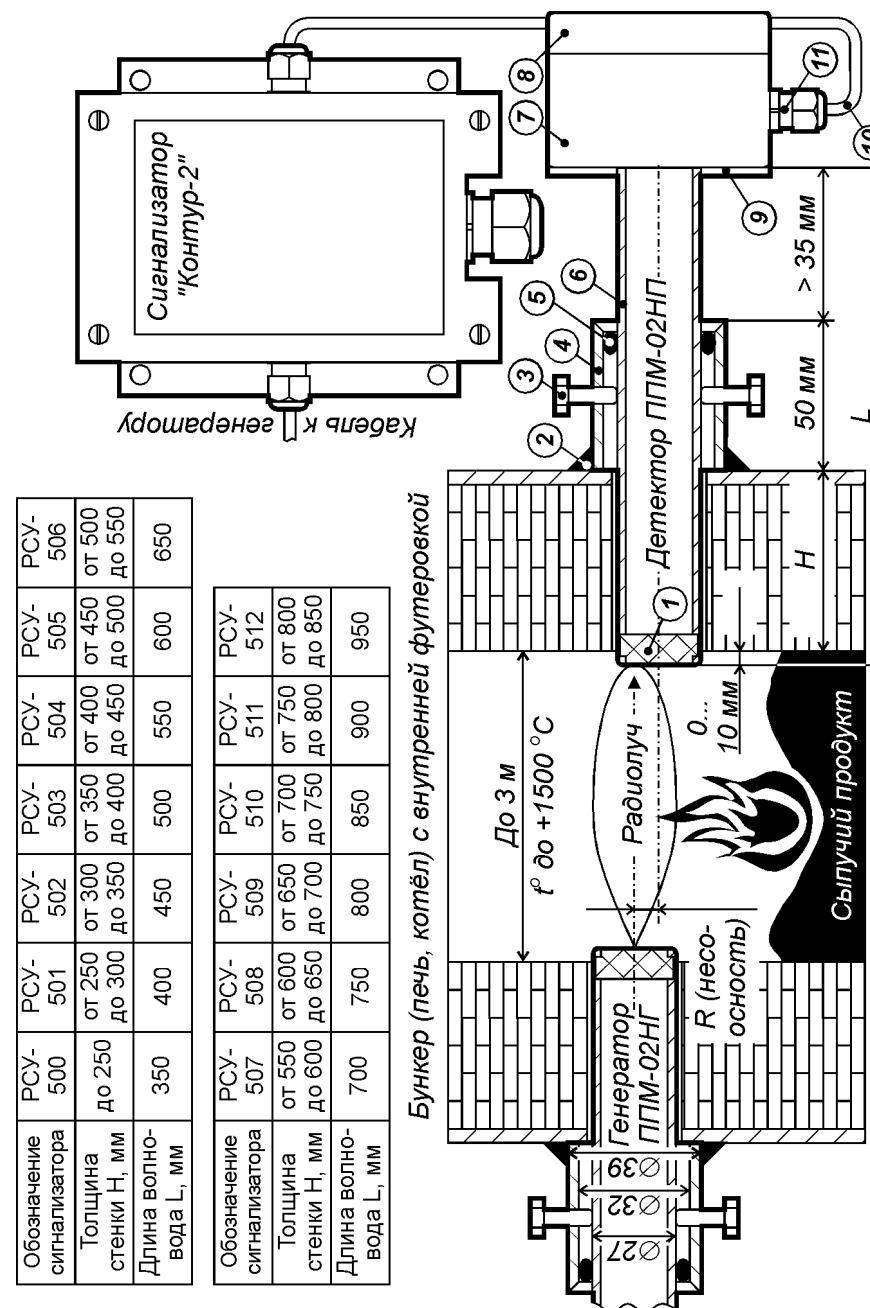 Обозначение
сигнализатора
РСУ-
500
РСУ-
501
РСУ-
502
РСУ-
503
РСУ-
504
РСУ-
505
РСУ-
506
Толщина
стенки Н, мм
до 250
от 250
до 300
от 300
до 350
от 350
до 400
от 400
до 450
от 450
до 500
от 500
до 550
Длина волно-
вода L, мм
350
400
450
500
550
600
650
Обозначение
сигнализатора
РСУ-
507
РСУ-
508
РСУ-
509
РСУ-
510
РСУ-
511
РСУ-
512
Толщина
стенки Н, мм
от 550
до 600
от 600
до 650
от 650
до 700
от 700
до 750
от 750
до 800
от 800
до 850
Длина волно-
вода L, мм
700
750
800
850
900
950
Сигнализатор
"Контур-2"
Кабель к генератору
Бункер (печь, котёл) с внутренней футеровкой
До 3 м
t° до +1500 °С
Радиолуч
Генератор
ППМ-02НГ
Детектор ППМ-02НП
∅39
∅32
∅27
R (несо-
осность)
0...
10 мм
Сыпучий продукт
H
50 мм
> 35 мм
L
1
2
3
4
5
6
7
8
9
10
11